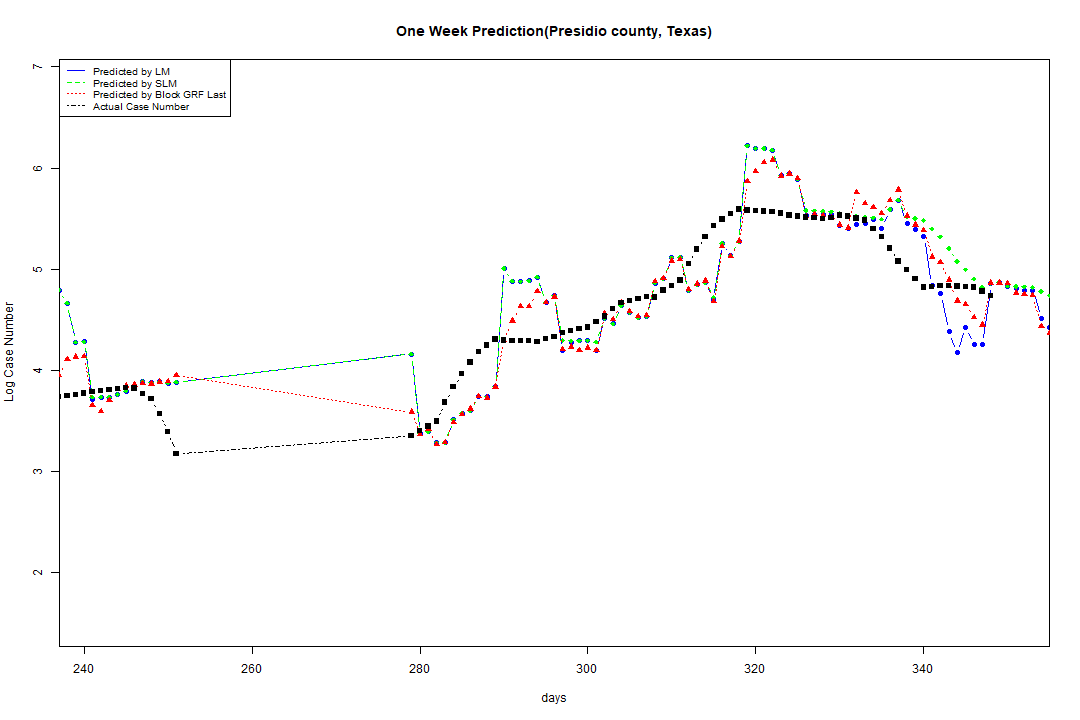 One Week Prediction(Presidio county, Texas)
Predicted by LM
Predicted by SLM
Predicted by Block GRF Last
Actual Case Number
7
6
5
4
3
2
Log Case Number
240 260 280 300 320 340
days